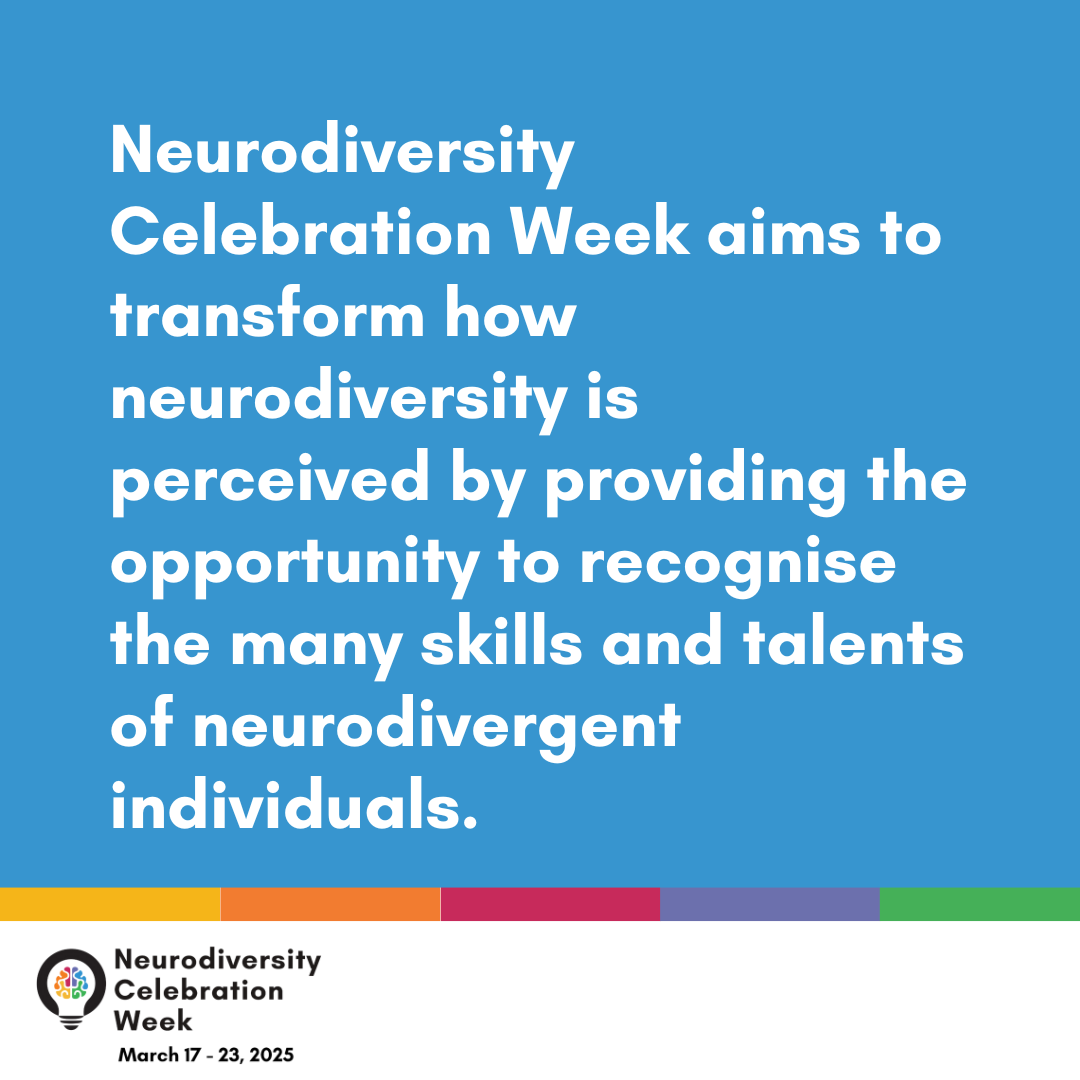 Neurodiversity
Celebration Week aims to
transform how
neurodiversity is
perceived by providing the
opportunity to recognise
the many skills and talents
of neurodivergent
individuals.
Neurodiversity
Celebration
Week
March 17 - 23, 2025